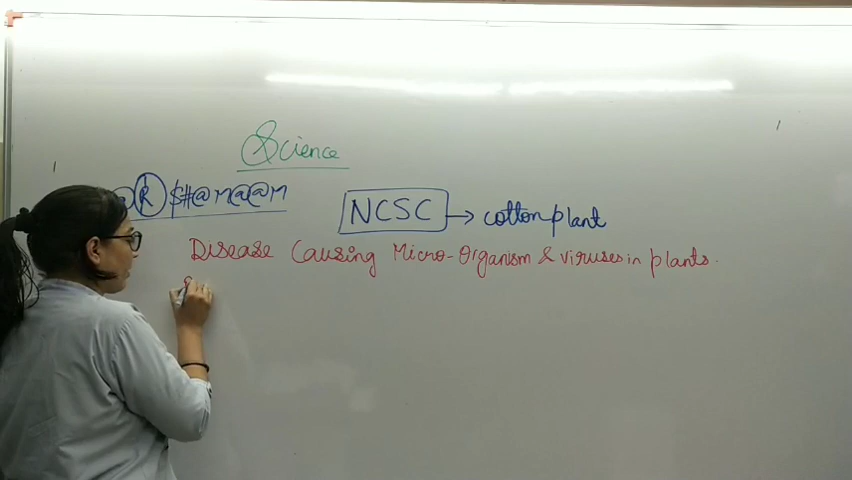 Science
R $#@M@@M
NCSC → cotton plant
Disease Causing Micro-Organism & viruses in plants.